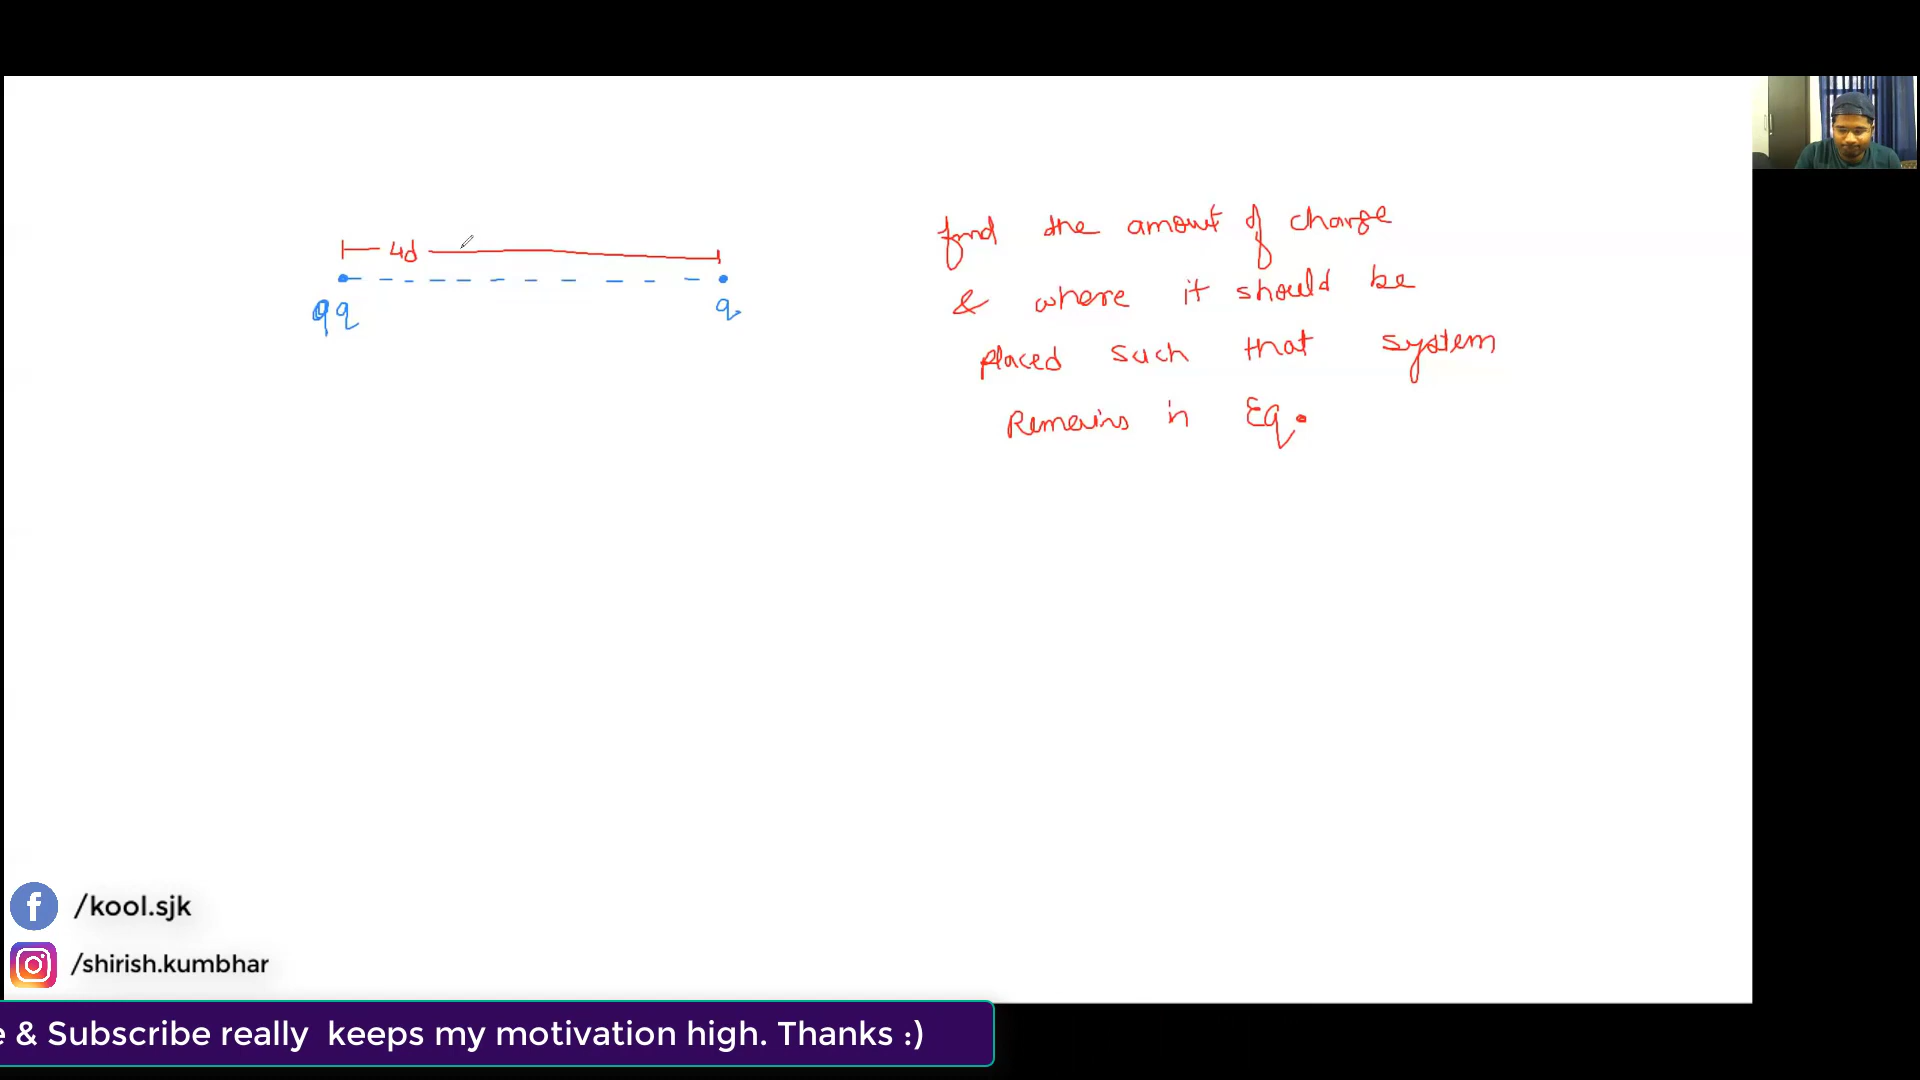 4d
9q
q
find the amount of charge
& where it should be
placed such that system
Remains in Eq.
/kool.sjk
/shirish.kumbhar
& Subscribe really keeps my motivation high. Thanks :)